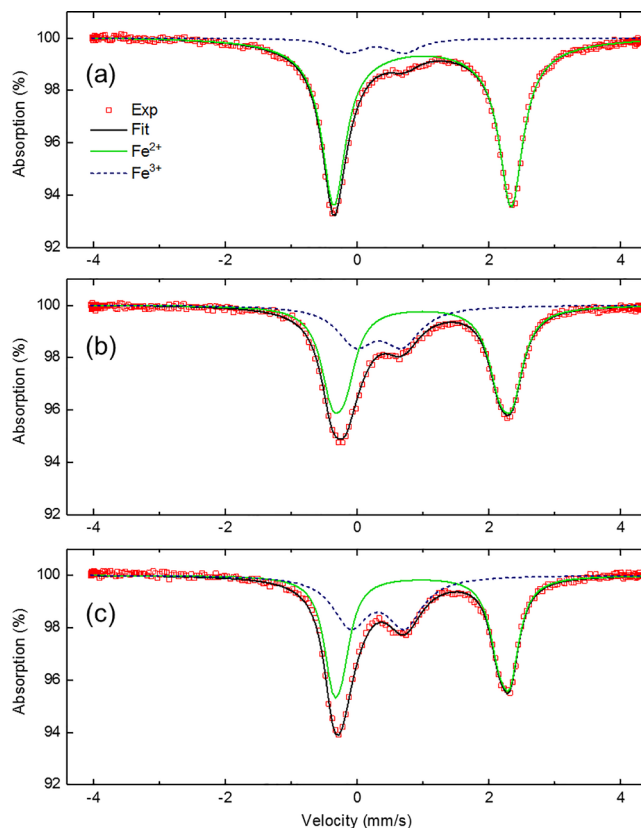 100
98
96
94
92
Absorption (%)
(a)
Exp
Fit
Fe²⁺
Fe³⁺
-4
-2
0
2
4
100
98
96
94
92
Absorption (%)
(b)
-4
-2
0
2
4
100
98
96
94
92
Absorption (%)
(c)
-4
-2
0
2
4
Velocity (mm/s)